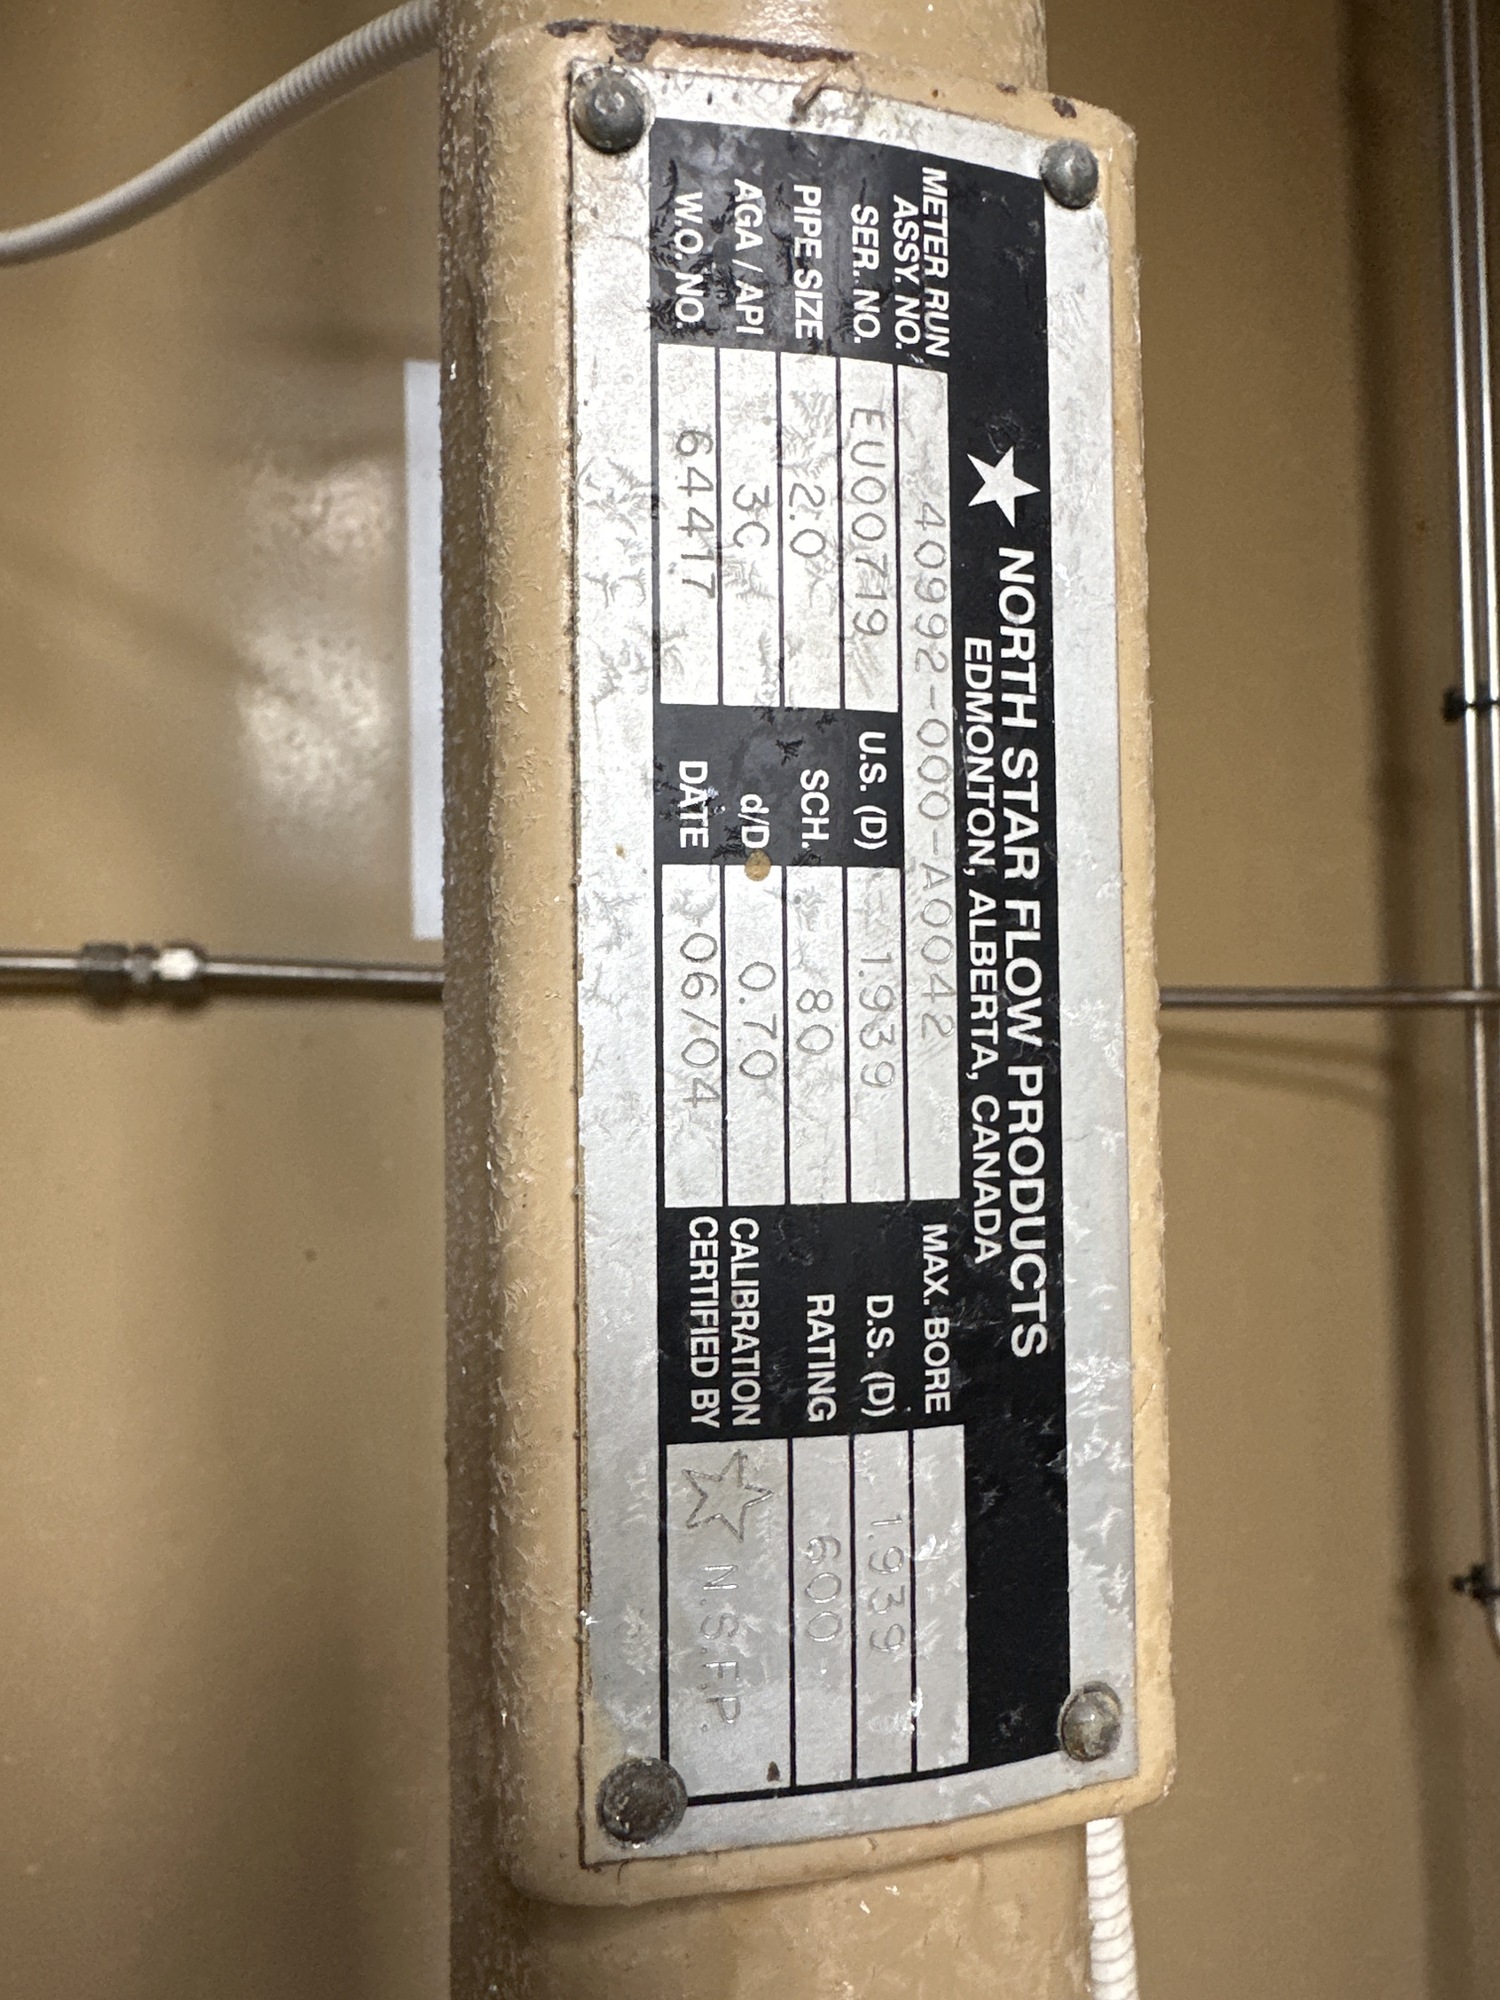 NORTH STAR FLOW PRODUCTS
EDMONTON, ALBERTA, CANADA
METER RUN ASSY. NO. 40992-000-A0042 MAX. BORE
SER. NO. EU00719 U.S. (D) 1.939 D.S. (D) 1.939
PIPE SIZE 2.0 SCH. 80 RATING 600
AGA / API 3C d/D 0.70 CALIBRATION
W.O. NO. 64417 DATE 06/04 CERTIFIED BY N.S.F.P.